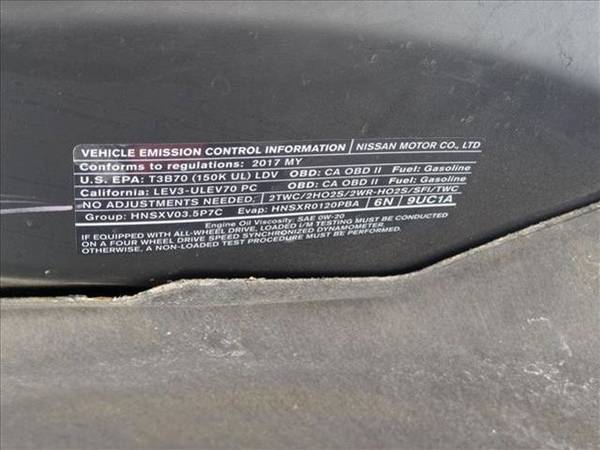 VEHICLE EMISSION CONTROL INFORMATION NISSAN MOTOR CO., LTD
Conforms to regulations: 2017 MY
U.S. EPA: T3B70 (150K UL) LDV OBD: CA OBD II Fuel: Gasoline
California: LEV3-ULEV70 PC OBD: CA OBD II Fuel: Gasoline
NO ADJUSTMENTS NEEDED. 2TWC/2HO2S/2WR-HO2S/SFI/TWC
Group: HNSXV03.5P7C Evap: HNSXR0120PBA 6N 9UC1A
Engine Oil Viscosity: SAE 0W-20
IF EQUIPPED WITH ALL-WHEEL DRIVE, LOADED I/M TESTING MUST BE CONDUCTED
ON A FOUR WHEEL DRIVE SPEED SYNCHRONIZED DYNAMOMETER.
OTHERWISE, A NON-LOADED TEST PROCEDURE MUST BE PERFORMED.